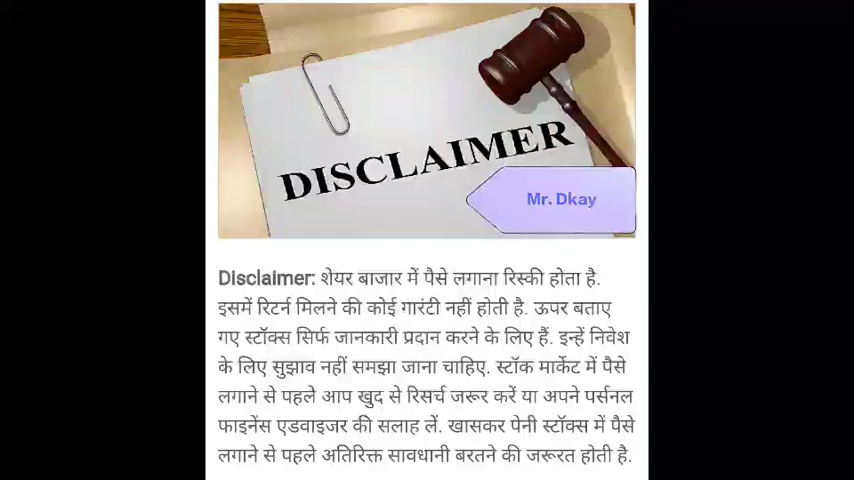 DISCLAIMER
Mr. Dkay
Disclaimer: शेयर बाजार में पैसे लगाना रिस्की होता है.
इसमें रिटर्न मिलने की कोई गारंटी नहीं होती है. ऊपर बताए
गए स्टॉक्स सिर्फ जानकारी प्रदान करने के लिए हैं. इन्हें निवेश
के लिए सुझाव नहीं समझा जाना चाहिए. स्टॉक मार्केट में पैसे
लगाने से पहले आप खुद से रिसर्च जरूर करें या अपने पर्सनल
फाइनेंस एडवाइजर की सलाह लें. खासकर पेनी स्टॉक्स में पैसे
लगाने से पहले अतिरिक्त सावधानी बरतने की जरूरत होती है.